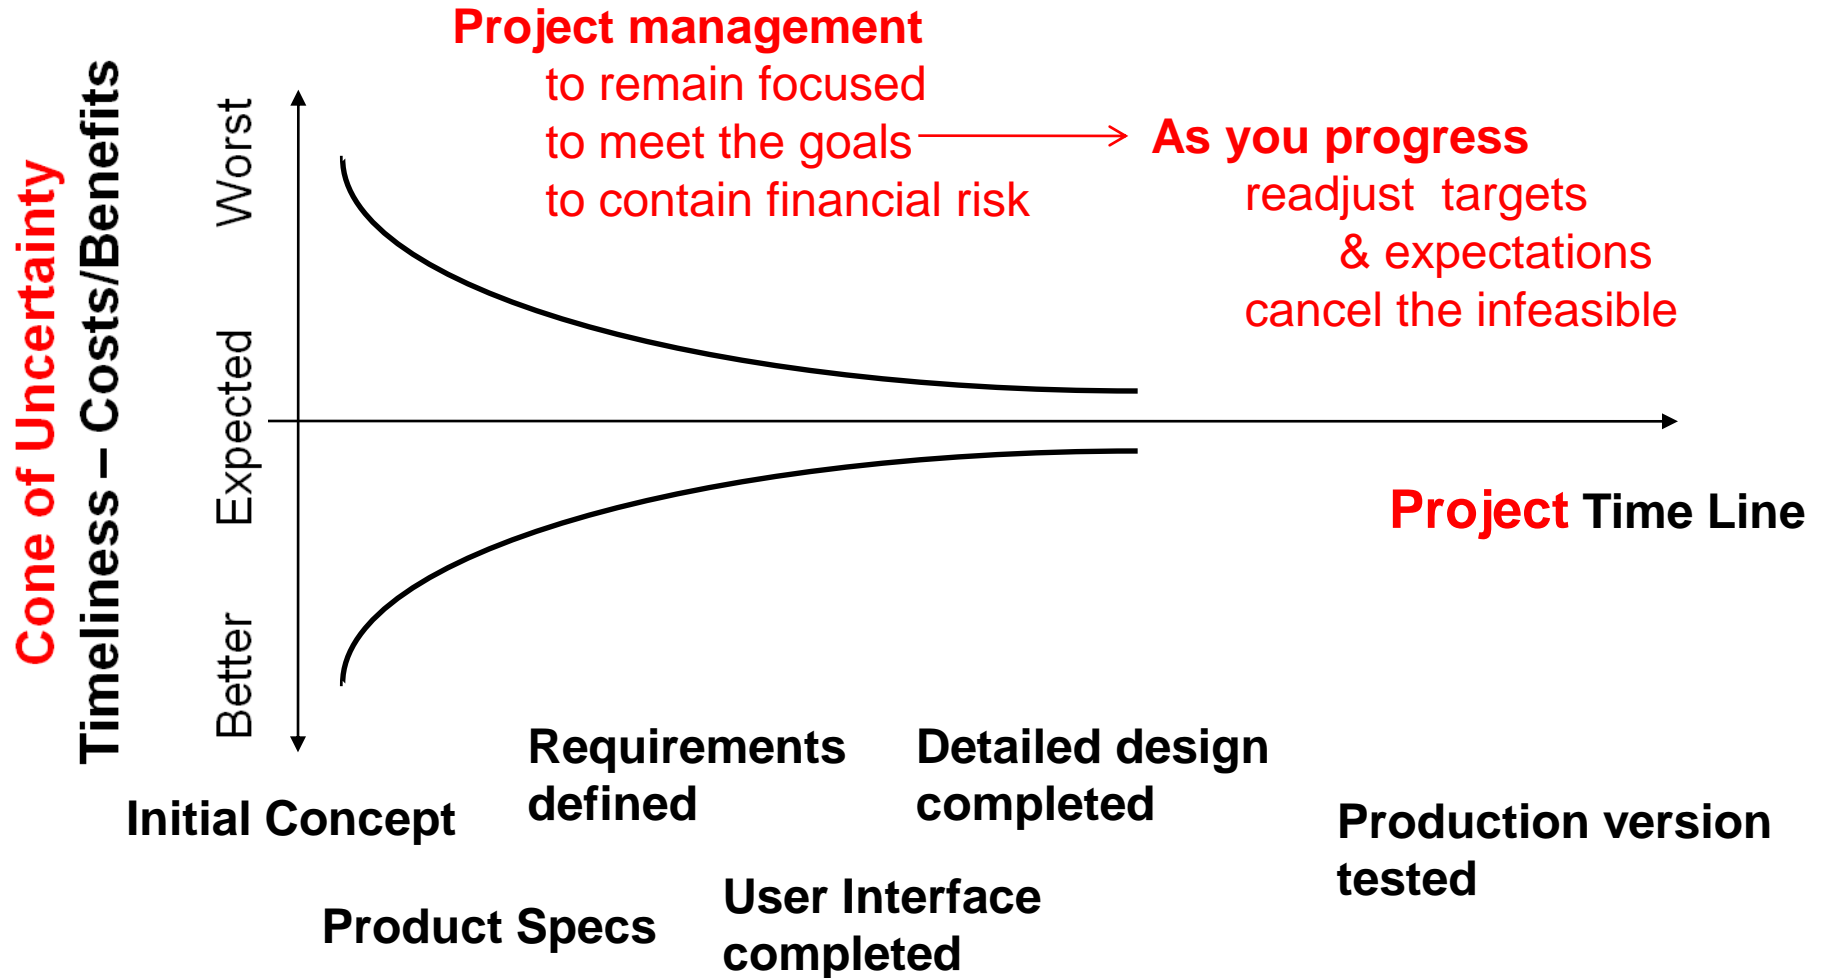 Project management
to remain focused
to meet the goals
to contain financial risk
As you progress
readjust targets
& expectations
cancel the infeasible
Cone of Uncertainty
Timeliness – Costs/Benefits
Worst
Expected
Better
Project Time Line
Initial Concept
Product Specs
Requirements
defined
User Interface
completed
Detailed design
completed
Production version
tested